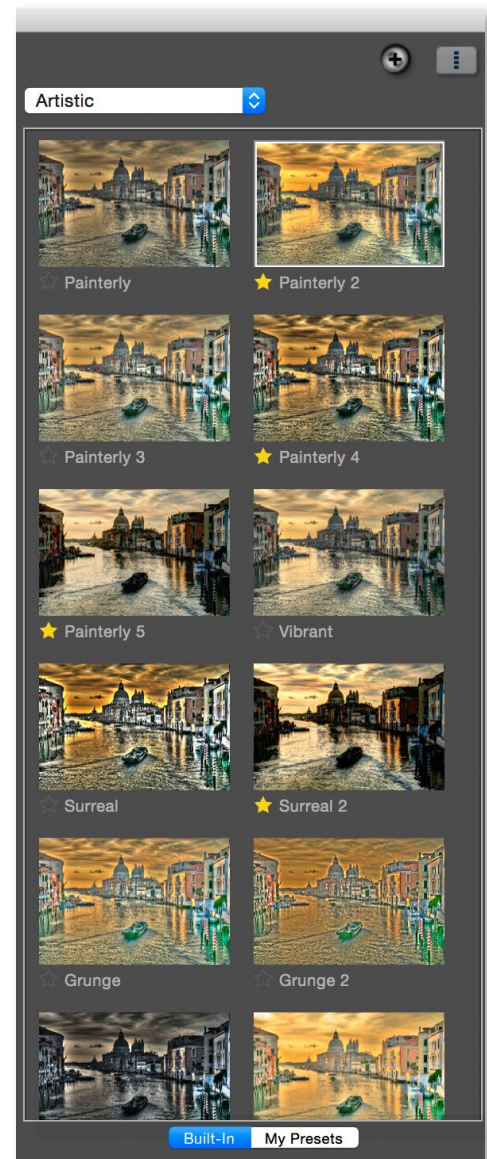 Artistic
Painterly
Painterly 2
Painterly 3
Painterly 4
Painterly 5
Vibrant
Surreal
Surreal 2
Grunge
Grunge 2
Built-In
My Presets